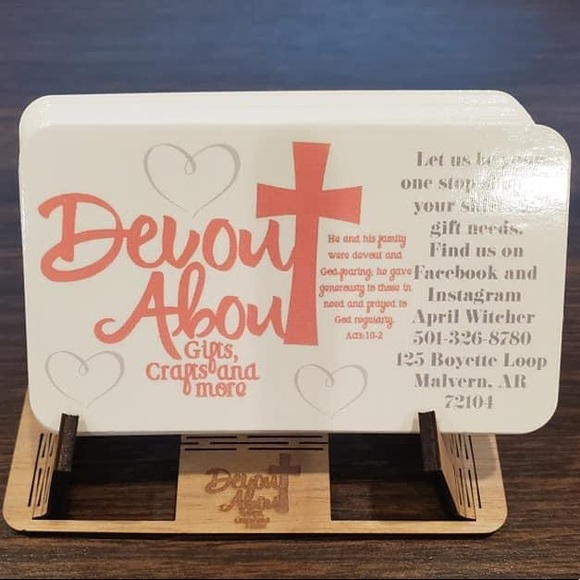 Devout
About
Gifts,
Crafts and
more
He and his family
were devout and
God-fearing; he gave
generously to those in
need and prayed to
God regularly.
Acts:10-2
Let us be your
one stop
your
gift needs.
Find us on
Facebook and
Instagram
April Witcher
501-326-8780
125 Boyette Loop
Malvern, AR
72104
Devout
About